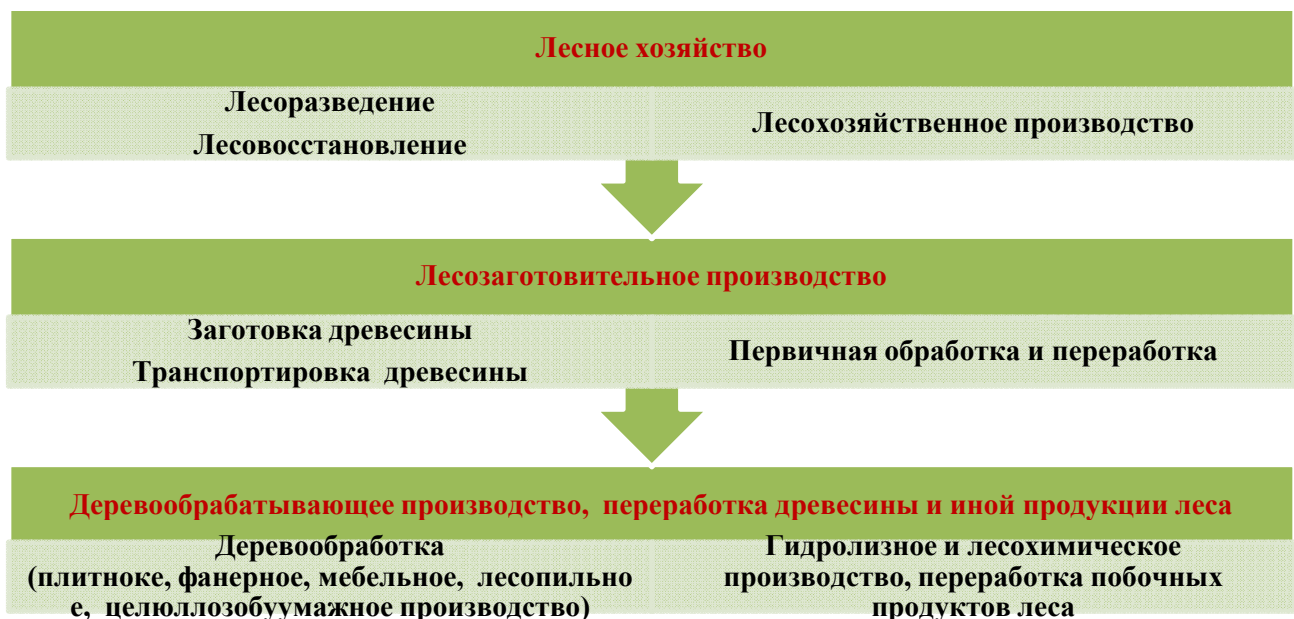 Лесное хозяйство
Лесоразведение
Лесовосстановление
Лесохозяйственное производство
Лесозаготовительное производство
Заготовка древесины
Транспортировка древесины
Первичная обработка и переработка
Деревообрабатывающее производство, переработка древесины и иной продукции леса
Деревообработка
(плитноке, фанерное, мебельное, лесопильно
е, целюллозобуумажное производство)
Гидролизное и лесохимическое
производство, переработка побочных
продуктов леса